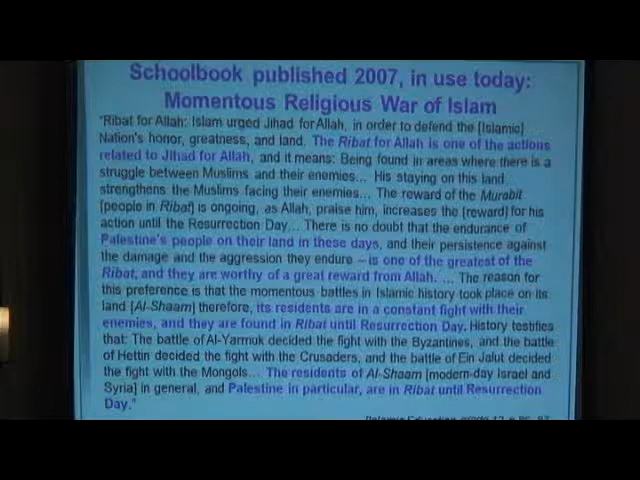 Schoolbook published 2007, in use today:
Momentous Religious War of Islam
"Ribat for Allah: Islam urged Jihad for Allah, in order to defend the [Islamic]
Nation's honor, greatness, and land. The Ribat for Allah is one of the actions
related to Jihad for Allah, and it means: Being found in areas where there is a
struggle between Muslims and their enemies... His staying on this land
strengthens the Muslims facing their enemies... The reward of the Murabit
[people in Ribat] is ongoing, as Allah, praise him, increases the [reward] for his
action until the Resurrection Day... There is no doubt that the endurance of
Palestine's people on their land in these days, and their persistence against
the damage and the aggression they endure – is one of the greatest of the
Ribat, and they are worthy of a great reward from Allah. ... The reason for
this preference is that the momentous battles in Islamic history took place on its
land [Al-Shaam] therefore, its residents are in a constant fight with their
enemies, and they are found in Ribat until Resurrection Day. History testifies
that: The battle of Al-Yarmuk decided the fight with the Byzantines, and the battle
of Hettin decided the fight with the Crusaders, and the battle of Ein Jalut decided
the fight with the Mongols... The residents of Al-Shaam [modern-day Israel and
Syria] in general, and Palestine in particular, are in Ribat until Resurrection
Day."